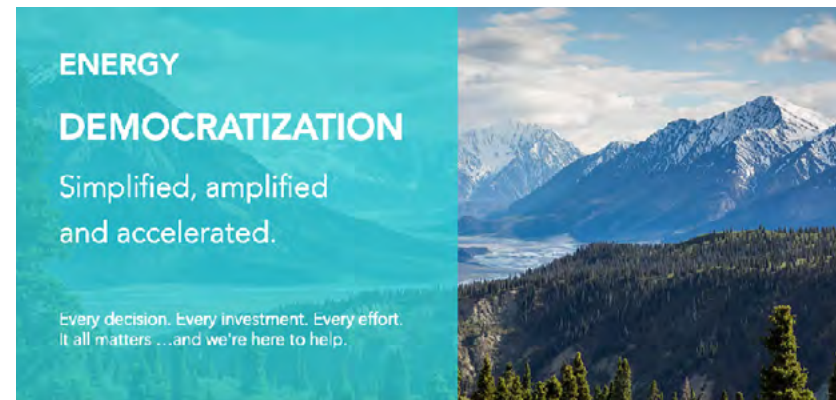 ENERGY
DEMOCRATIZATION
Simplified, amplified
and accelerated.
Every decision. Every investment. Every effort.
It all matters ...and we're here to help.